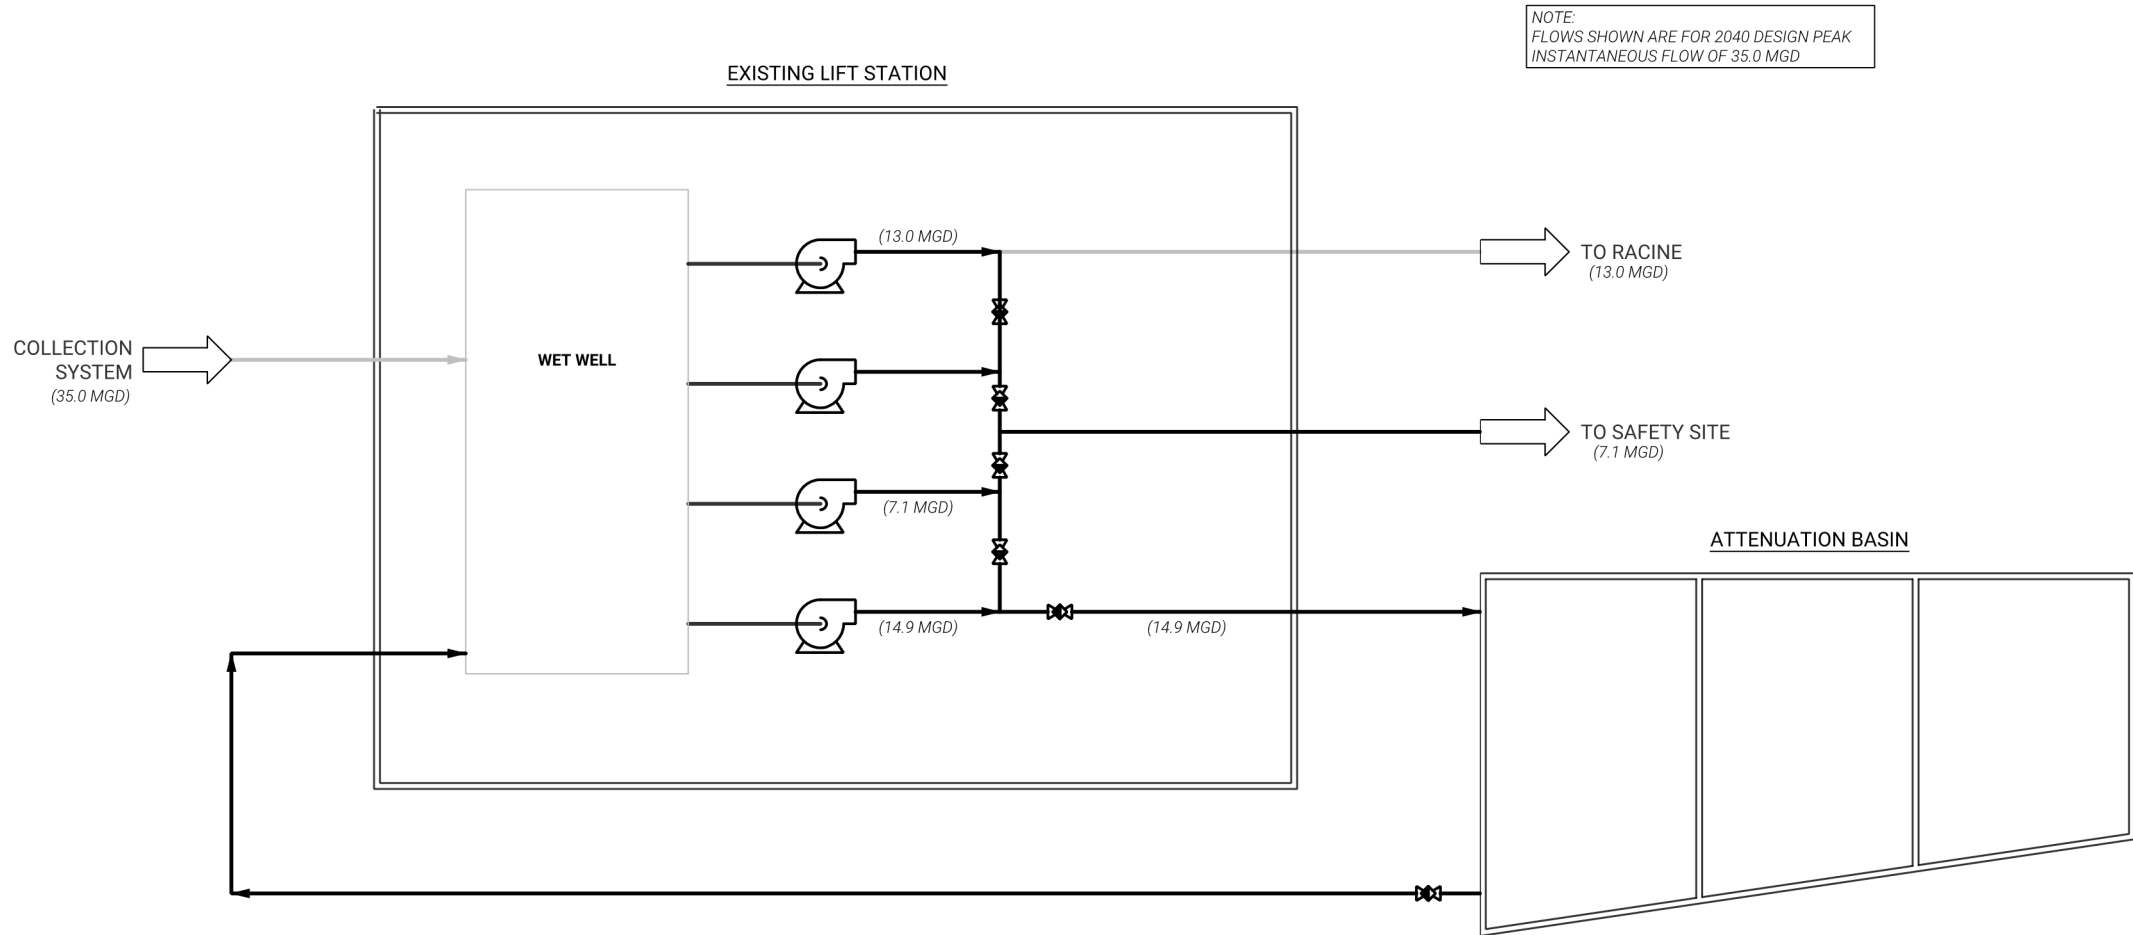 NOTE:
FLOWS SHOWN ARE FOR 2040 DESIGN PEAK
INSTANTANEOUS FLOW OF 35.0 MGD
EXISTING LIFT STATION
(13.0 MGD)
TO RACINE
(13.0 MGD)
COLLECTION
SYSTEM
(35.0 MGD)
WET WELL
TO SAFETY SITE
(7.1 MGD)
(7.1 MGD)
ATTENUATION BASIN
(14.9 MGD)
(14.9 MGD)